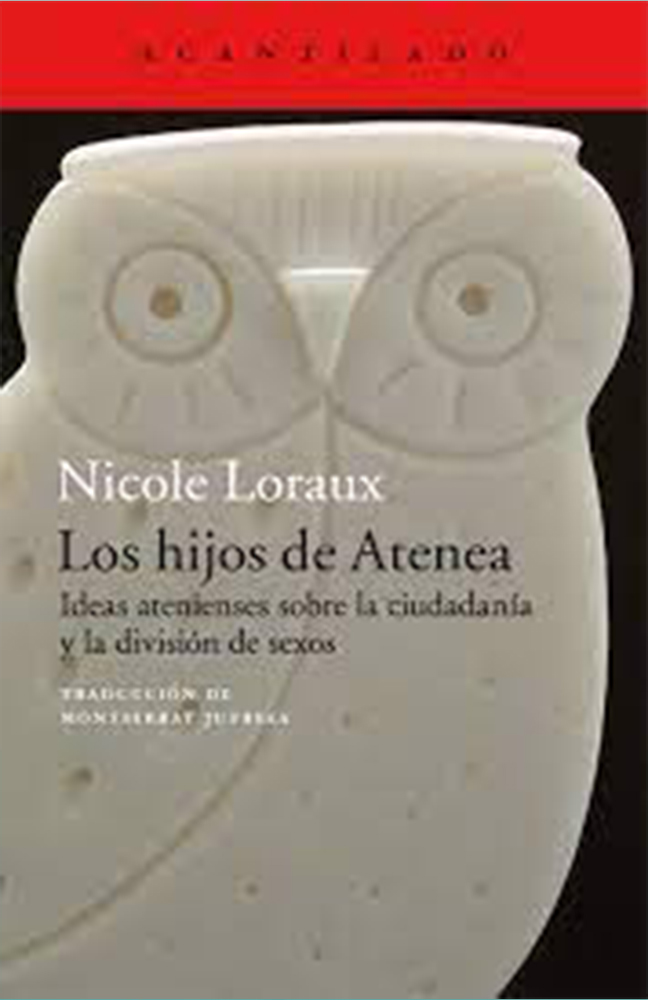 ACANTILADO
Nicole Loraux
Los hijos de Atenea
Ideas atenienses sobre la ciudadanía
y la división de sexos
TRADUCCIÓN DE
MONTSERRAT JUFRESA